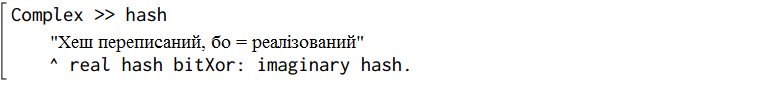 Complex >> hash
"Хеш переписаний, бо = реалізований"
^ real hash bitXor: imaginary hash.